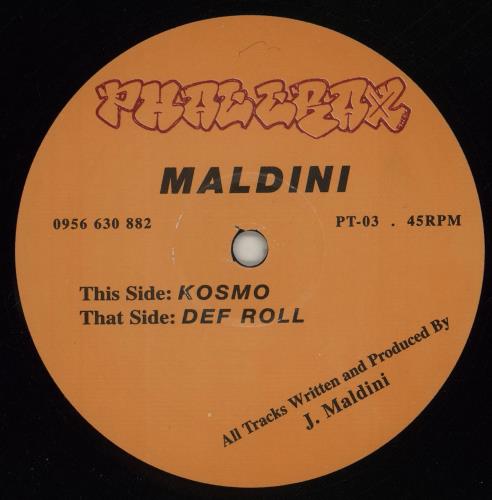 PHATTRAX
MALDINI
0956 630 882
PT-03 . 45RPM
This Side: KOSMO
That Side: DEF ROLL
All Tracks Written and Produced By
J. Maldini